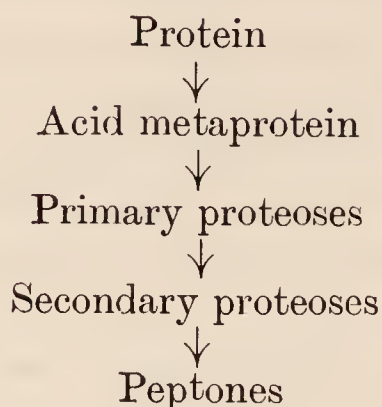 Protein
↓
Acid metaprotein
↓
Primary proteoses
↓
Secondary proteoses
↓
Peptones